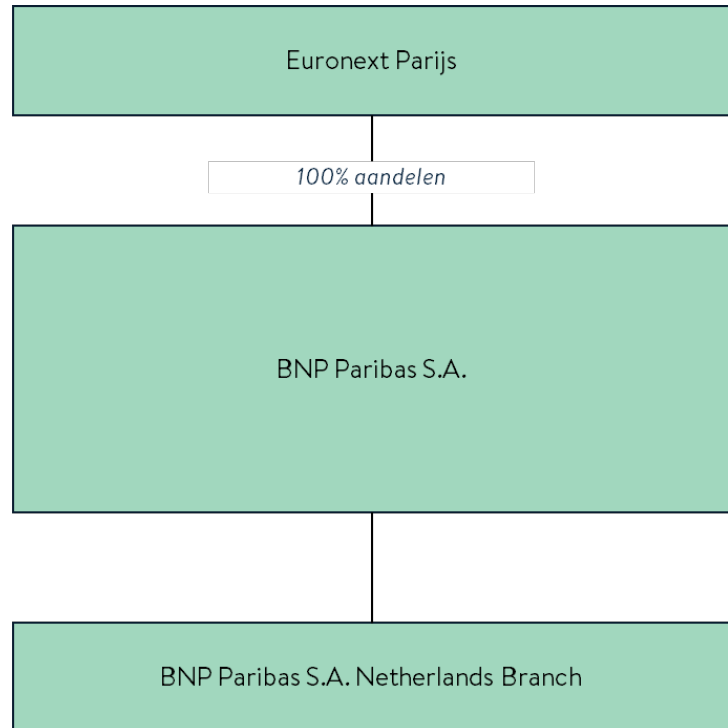 Euronext Parijs
100% aandelen
BNP Paribas S.A.
BNP Paribas S.A. Netherlands Branch